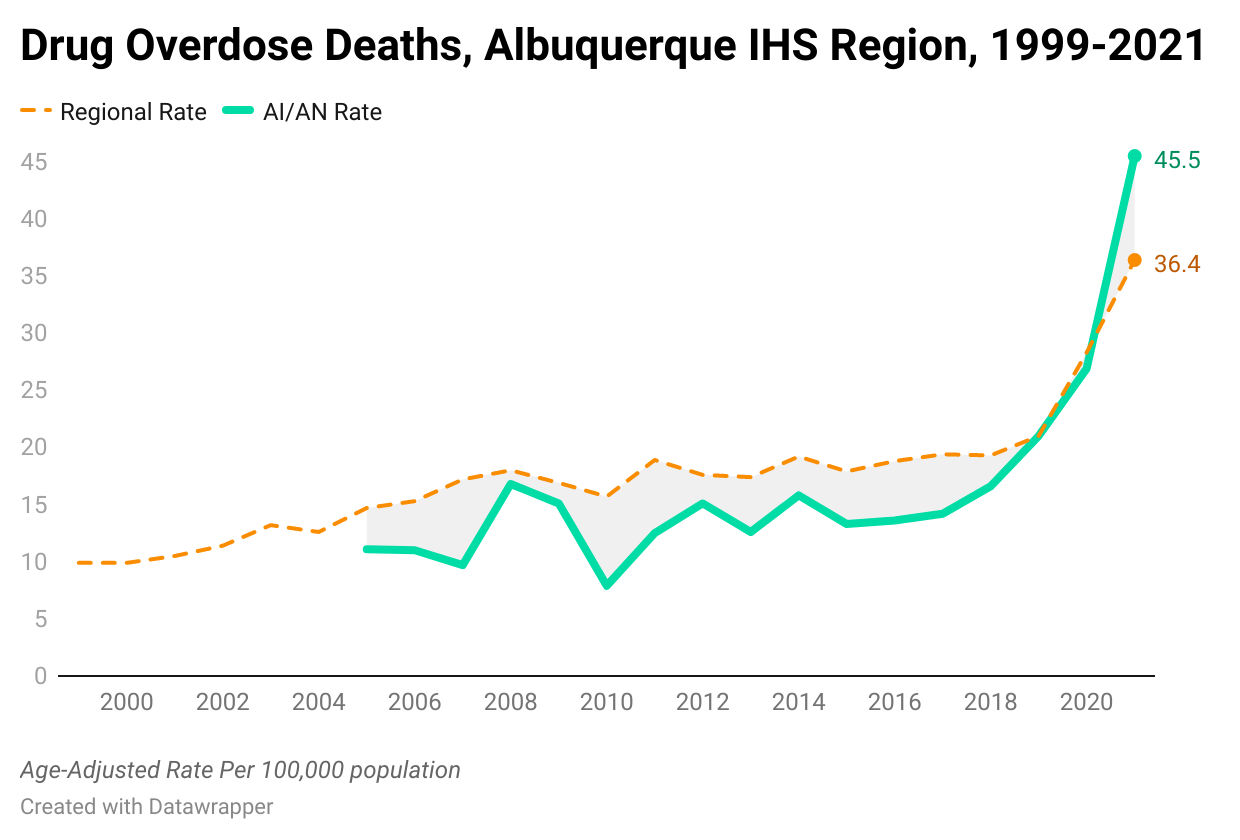 Drug Overdose Deaths, Albuquerque IHS Region, 1999-2021
Regional Rate AI/AN Rate
45
45.5
40
36.4
35
30
25
20
15
10
5
0
2000 2002 2004 2006 2008 2010 2012 2014 2016 2018 2020
Age-Adjusted Rate Per 100,000 population
Created with Datawrapper